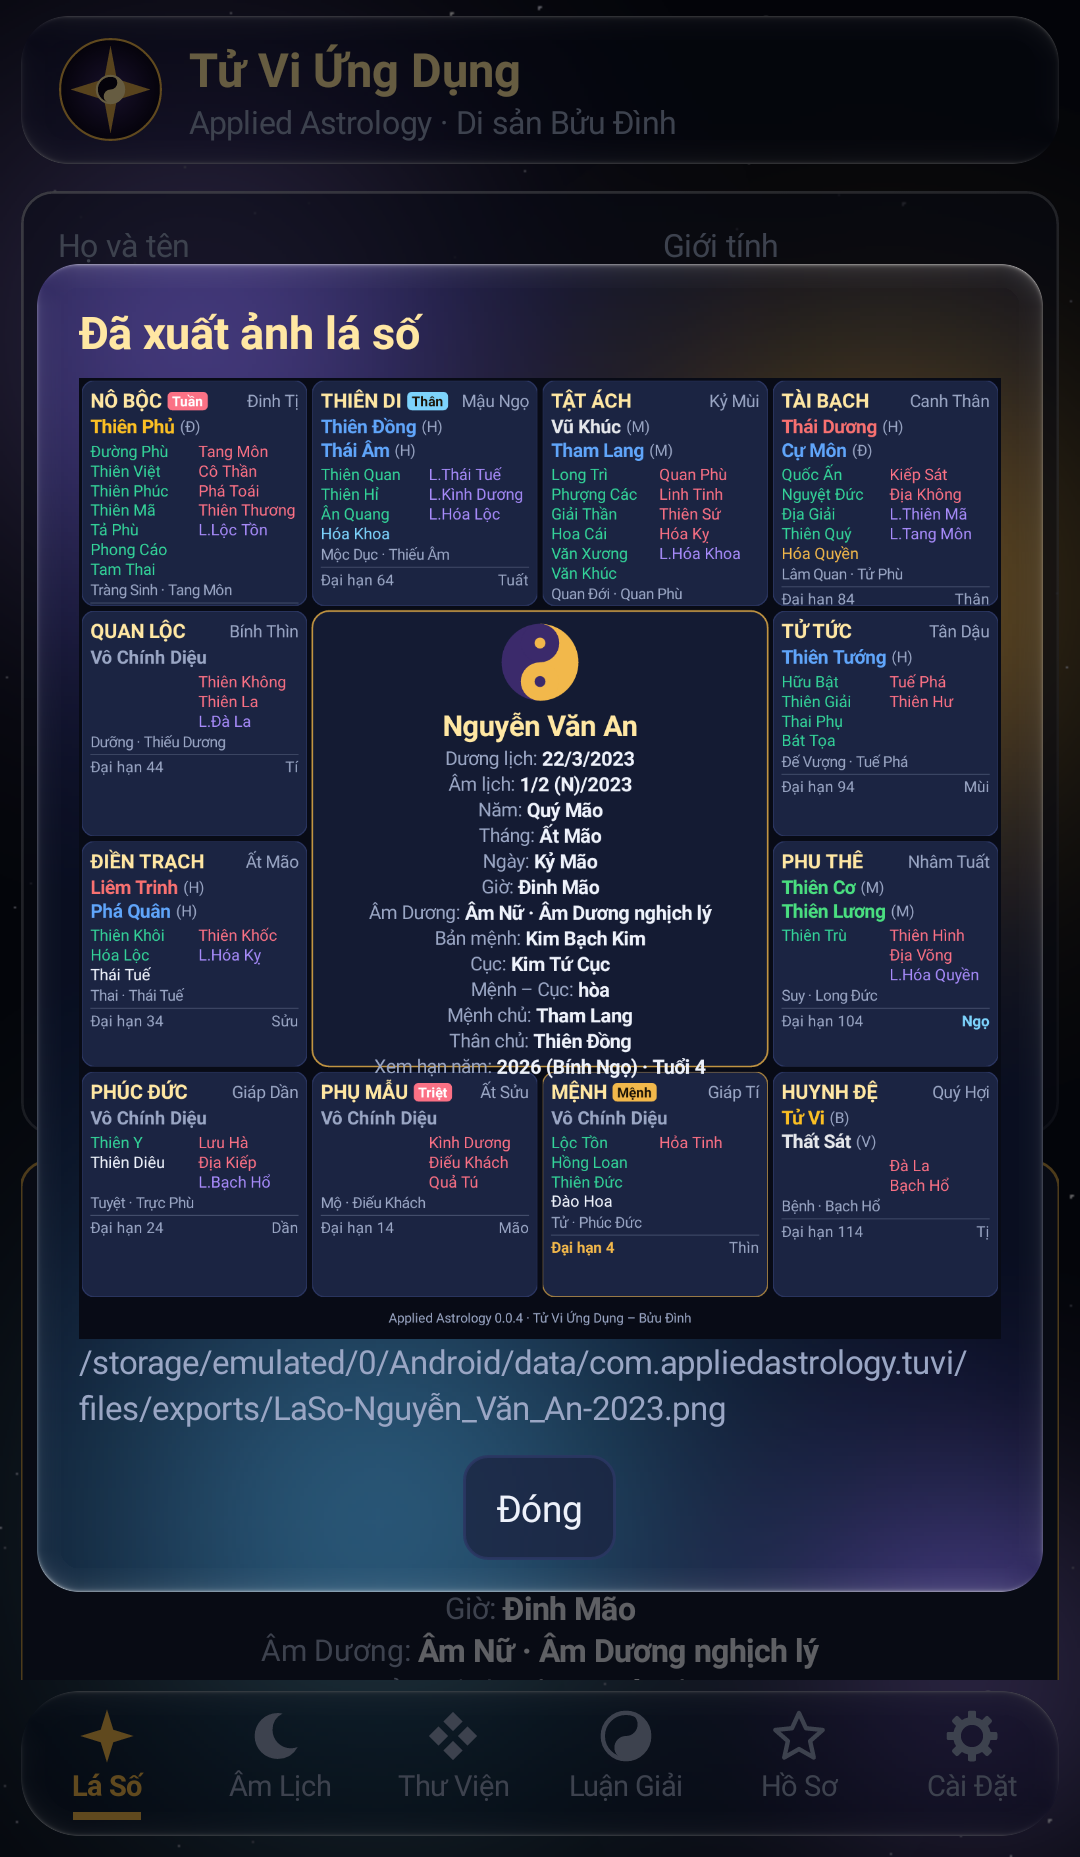 Tử Vi Ứng Dụng
Applied Astrology · Di sản Bửu Đình
Họ và tên
Giới tính
Đã xuất ảnh lá số
NÔ BỘC Tuần Đinh Tị
Thiên Phủ (Đ)
Đường Phù Tang Môn
Thiên Việt Cô Thần
Thiên Phúc Phá Toái
Thiên Mã Thiên Thương
Tả Phù L.Lộc Tồn
Phong Cáo
Tam Thai
Tràng Sinh · Tang Môn
THIÊN DI Thân Mậu Ngọ
Thiên Đồng (H)
Thái Âm (H)
Thiên Quan L.Thái Tuế
Thiên Hỉ L.Kình Dương
Ân Quang L.Hóa Lộc
Hóa Khoa
Mộc Dục · Thiếu Âm
Đại hạn 64 Tuất
TẬT ÁCH Kỷ Mùi
Vũ Khúc (M)
Tham Lang (M)
Long Trì Quan Phù
Phượng Các Linh Tinh
Giải Thần Thiên Sứ
Hoa Cái Hóa Kỵ
Văn Xương L.Hóa Khoa
Văn Khúc
Quan Đới · Quan Phù
TÀI BẠCH Canh Thân
Thái Dương (H)
Cự Môn (Đ)
Quốc Ấn Kiếp Sát
Nguyệt Đức Địa Không
Địa Giải L.Thiên Mã
Thiên Quý L.Tang Môn
Hóa Quyền
Lâm Quan · Tử Phù
Đại hạn 84 Thân
QUAN LỘC Bính Thìn
Vô Chính Diệu
Thiên Không
Thiên La
L.Đà La
Dưỡng · Thiếu Dương
Đại hạn 44 Tí
Nguyễn Văn An
Dương lịch: 22/3/2023
Âm lịch: 1/2 (N)/2023
Năm: Quý Mão
Tháng: Ất Mão
Ngày: Kỷ Mão
Giờ: Đinh Mão
Âm Dương: Âm Nữ · Âm Dương nghịch lý
Bản mệnh: Kim Bạch Kim
Cục: Kim Tứ Cục
Mệnh – Cục: hòa
Mệnh chủ: Tham Lang
Thân chủ: Thiên Đồng
Xem hạn năm: 2026 (Bính Ngọ) · Tuổi 4
TỬ TỨC Tân Dậu
Thiên Tướng (H)
Hữu Bật Tuế Phá
Thiên Giải Thiên Hư
Thai Phụ
Bát Tọa
Đế Vượng · Tuế Phá
Đại hạn 94 Mùi
ĐIỀN TRẠCH Ất Mão
Liêm Trinh (H)
Phá Quân (H)
Thiên Khôi Thiên Khốc
Hóa Lộc L.Hóa Kỵ
Thái Tuế
Thai · Thái Tuế
Đại hạn 34 Sửu
PHU THÊ Nhâm Tuất
Thiên Cơ (M)
Thiên Lương (M)
Thiên Trù Thiên Hình
Địa Võng
L.Hóa Quyền
Suy · Long Đức
Đại hạn 104 Ngọ
PHÚC ĐỨC Giáp Dần
Vô Chính Diệu
Thiên Y Lưu Hà
Thiên Diêu Địa Kiếp
L.Bạch Hổ
Tuyệt · Trực Phù
Đại hạn 24 Dần
PHỤ MẪU Triệt Ất Sửu
Vô Chính Diệu
Kình Dương
Điếu Khách
Quả Tú
Mộ · Điếu Khách
Đại hạn 14 Mão
MỆNH Mệnh Giáp Tí
Vô Chính Diệu
Lộc Tồn Hỏa Tinh
Hồng Loan
Thiên Đức
Đào Hoa
Tử · Phúc Đức
Đại hạn 4 Thìn
HUYNH ĐỆ Quý Hợi
Tử Vi (B)
Thất Sát (V)
Đà La
Bạch Hổ
Bệnh · Bạch Hổ
Đại hạn 114 Tị
Applied Astrology 0.0.4 · Tử Vi Ứng Dụng – Bửu Đình
/storage/emulated/0/Android/data/com.appliedastrology.tuvi/
files/exports/LaSo-Nguyễn_Văn_An-2023.png
Đóng
Giờ: Đinh Mão
Âm Dương: Âm Nữ · Âm Dương nghịch lý
Lá Số
Âm Lịch
Thư Viện
Luận Giải
Hồ Sơ
Cài Đặt